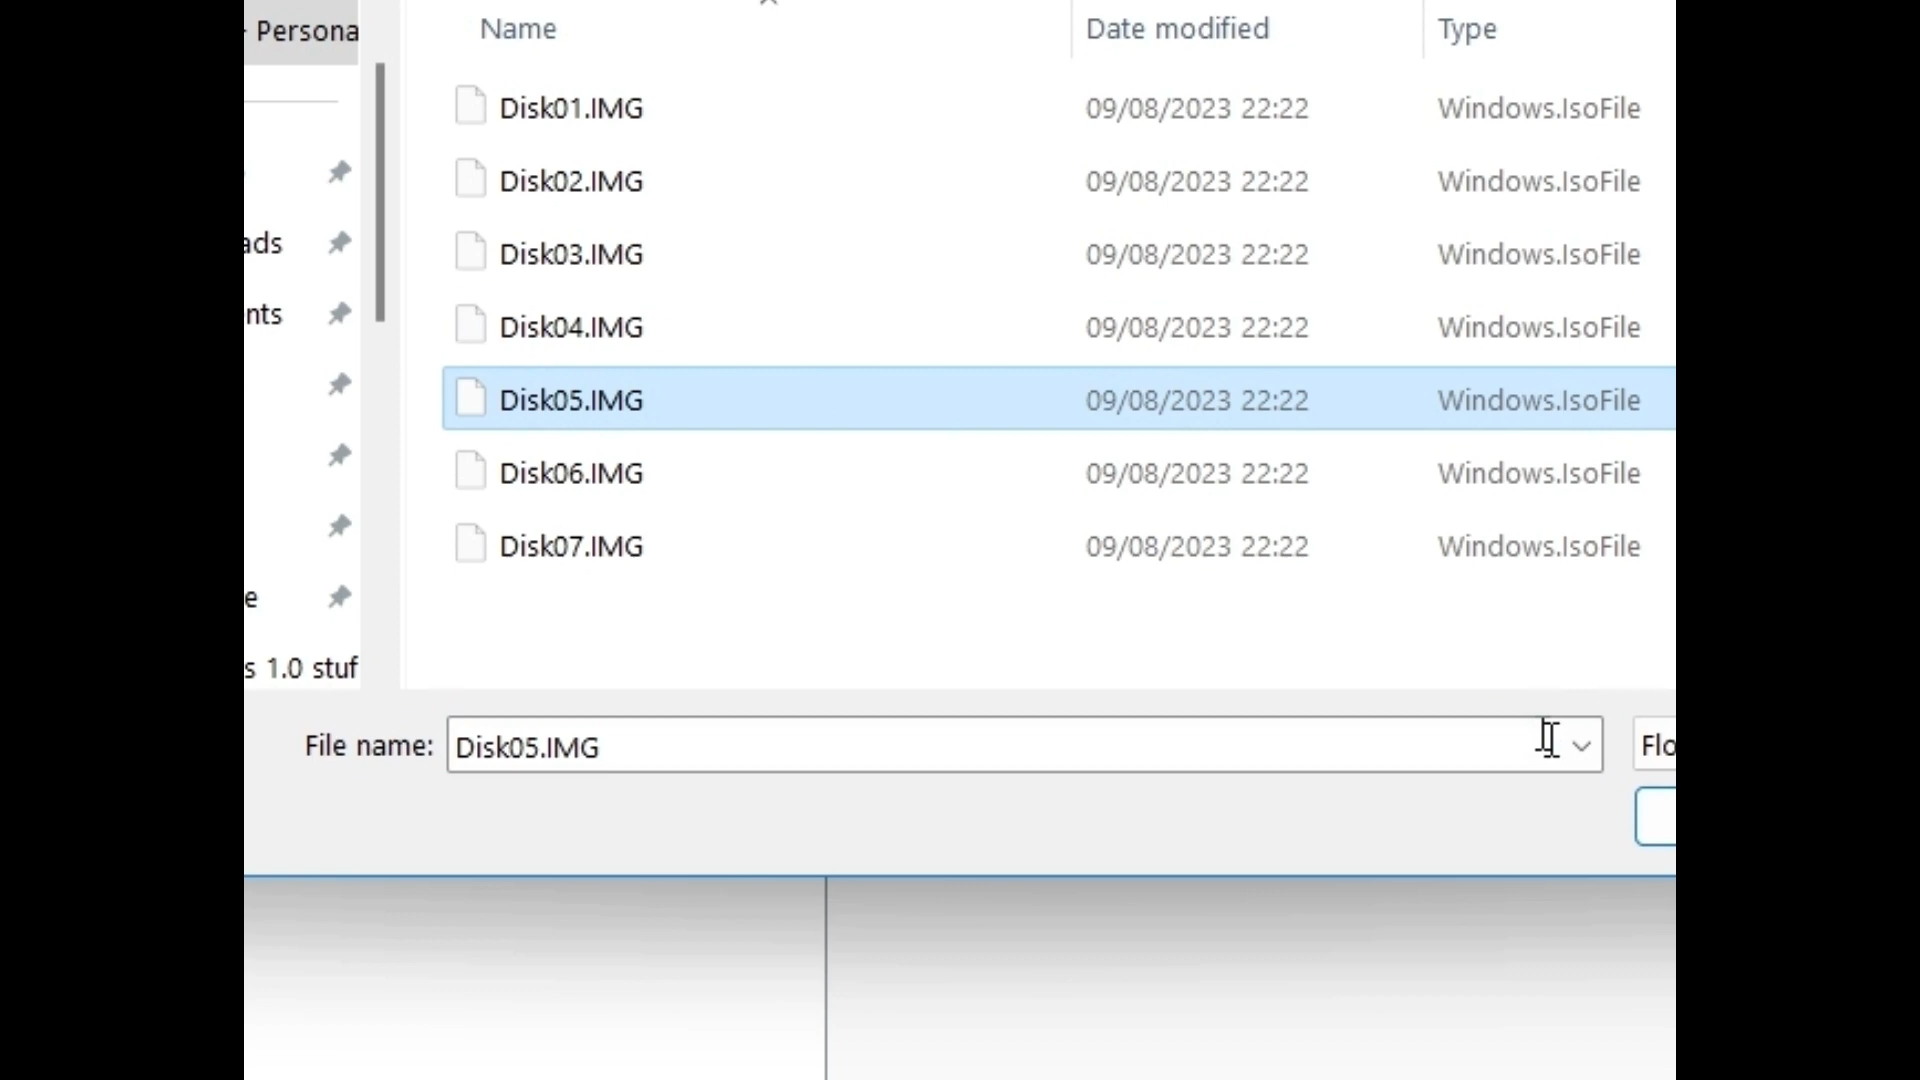 - Persona
Name Date modified Type
Disk01.IMG 09/08/2023 22:22 Windows.IsoFile
Disk02.IMG 09/08/2023 22:22 Windows.IsoFile
ads
Disk03.IMG 09/08/2023 22:22 Windows.IsoFile
nts
Disk04.IMG 09/08/2023 22:22 Windows.IsoFile
Disk05.IMG 09/08/2023 22:22 Windows.IsoFile
Disk06.IMG 09/08/2023 22:22 Windows.IsoFile
Disk07.IMG 09/08/2023 22:22 Windows.IsoFile
e
s 1.0 stuf
File name: Disk05.IMG Flo